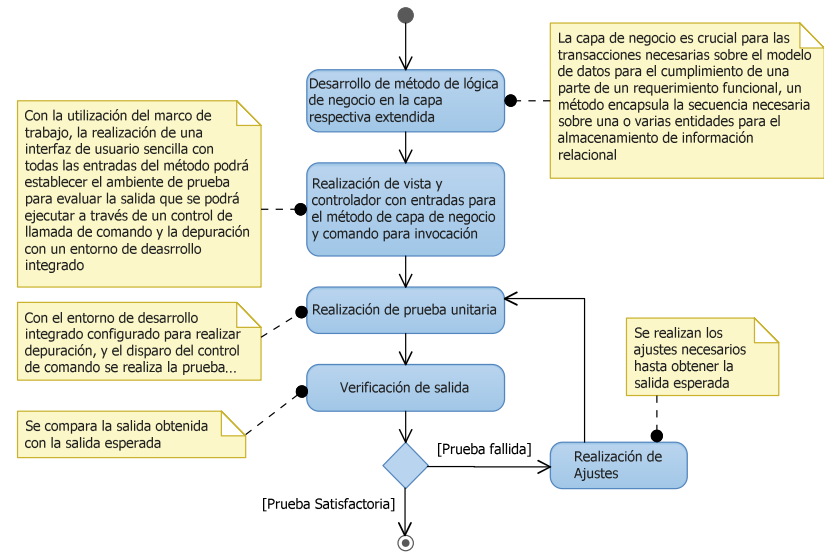 Desarrollo de método de lógica
de negocio en la capa
respectiva extendida
La capa de negocio es crucial para las
transacciones necesarias sobre el modelo
de datos para el cumplimiento de una
parte de un requerimiento funcional, un
método encapsula la secuencia necesaria
sobre una o varias entidades para el
almacenamiento de información
relacional
Con la utilización del marco de
trabajo, la realización de una
interfaz de usuario sencilla con
todas las entradas del método podrá
establecer el ambiente de prueba
para evaluar la salida que se podrá
ejecutar a través de un control de
llamada de comando y la depuración
con un entorno de deasrrollo
integrado
Realización de vista y
controlador con entradas para
el método de capa de negocio
y comando para invocación
Con el entorno de desarrollo
integrado configurado para realizar
depuración, y el disparo del control
de comando se realiza la prueba...
Realización de prueba unitaria
Se realizan los
ajustes necesarios
hasta obtener la
salida esperada
Verificación de salida
Se compara la salida obtenida
con la salida esperada
[Prueba fallida]
Realización de
Ajustes
[Prueba Satisfactoria]